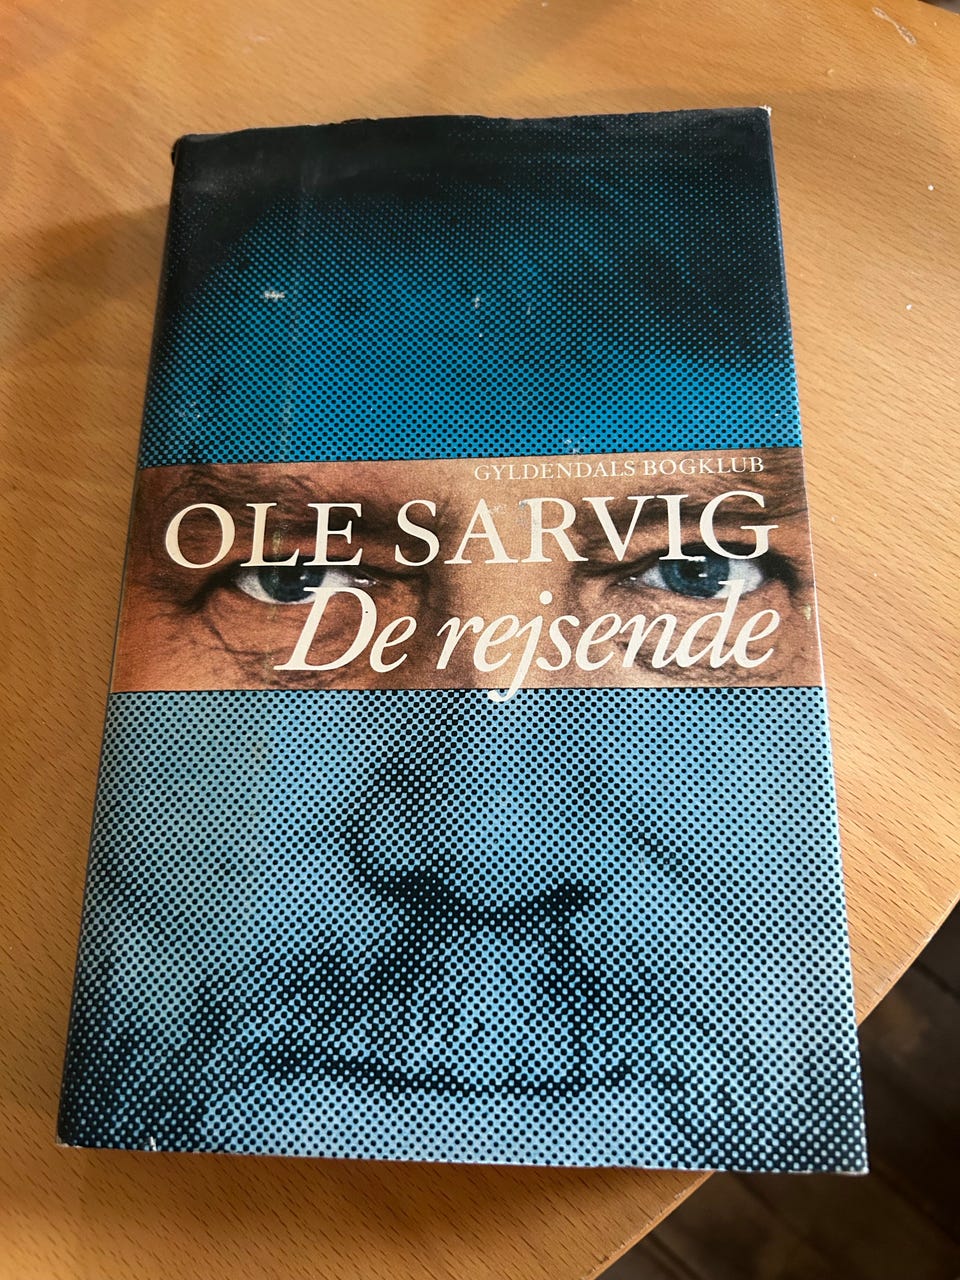 GYLDENDALS BOGKLUB
OLE SARVIG
De rejsende